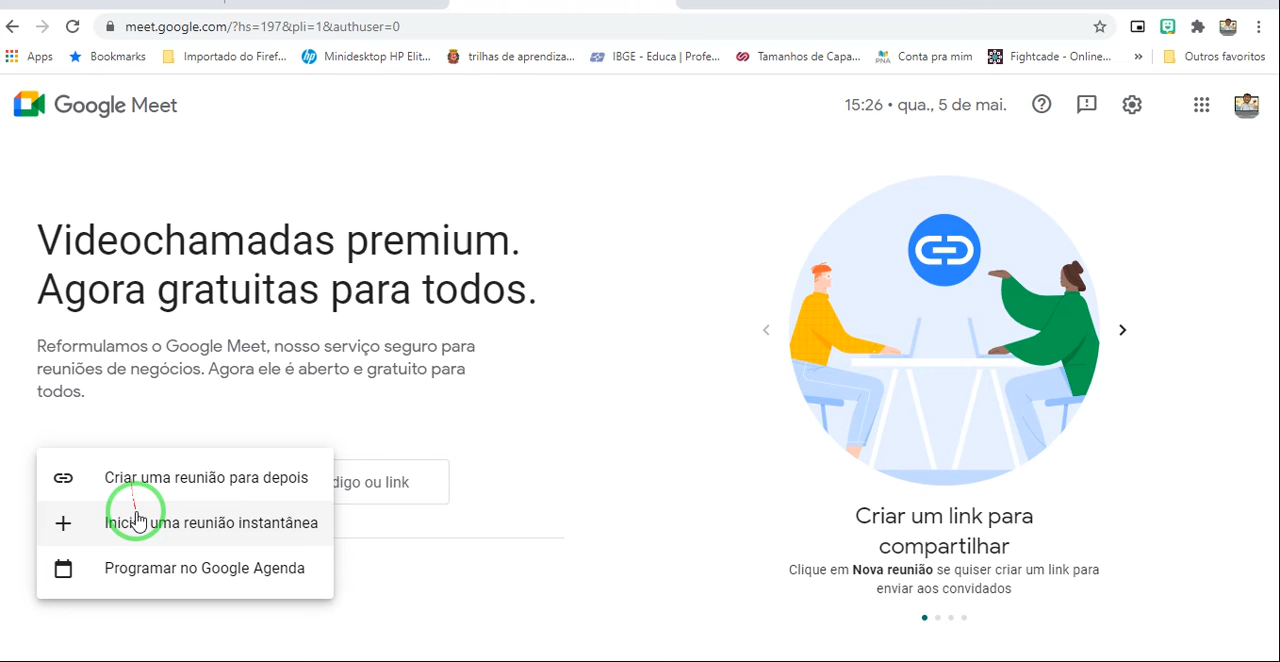 meet.google.com/?hs=197&pli=1&authuser=0
Apps
Bookmarks
Importado do Firef...
Minidesktop HP Elit...
trilhas de aprendiza...
IBGE - Educa | Profe...
Tamanhos de Capa...
PNA
Conta pra mim
Fightcade - Online...
»
Outros favoritos
Google Meet
15:26 • qua., 5 de mai.
Videochamadas premium.
Agora gratuitas para todos.
Reformulamos o Google Meet, nosso serviço seguro para
reuniões de negócios. Agora ele é aberto e gratuito para
todos.
Criar uma reunião para depois
digo ou link
uma reunião instantânea
Programar no Google Agenda
Criar um link para
compartilhar
Clique em Nova reunião se quiser criar um link para
enviar aos convidados